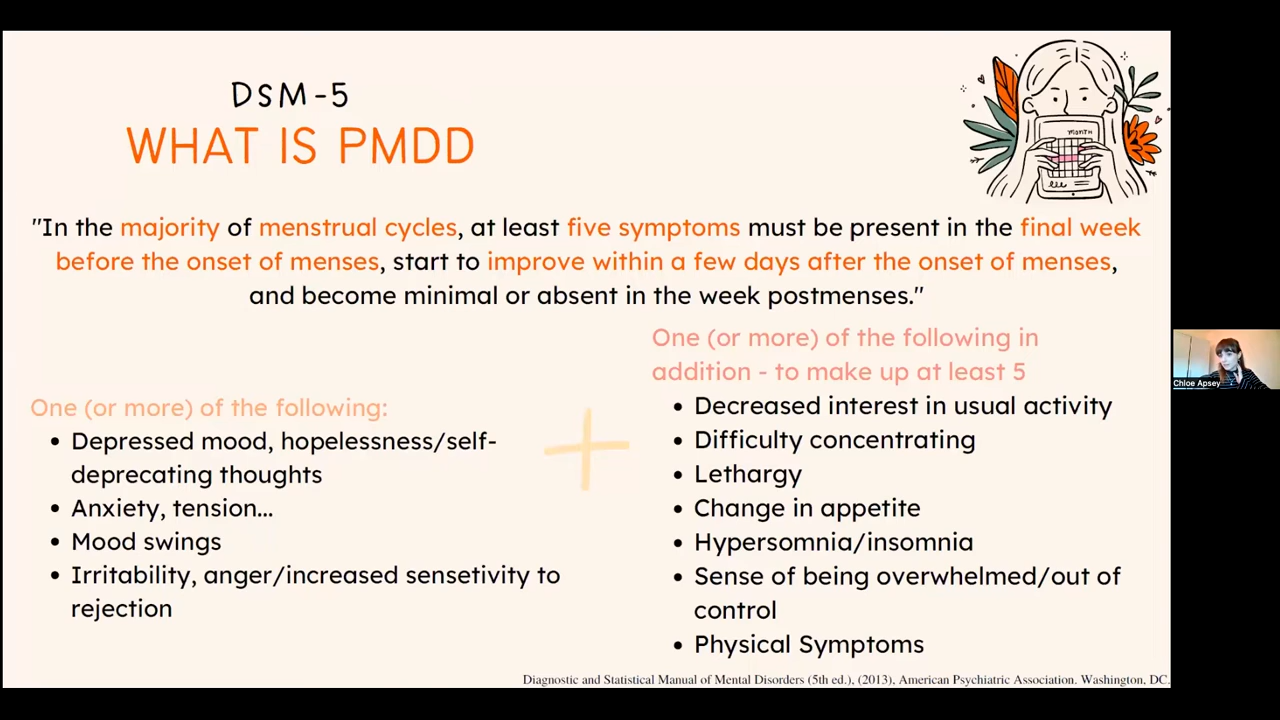 DSM-5
WHAT IS PMDD
month
"In the majority of menstrual cycles, at least five symptoms must be present in the final week
before the onset of menses, start to improve within a few days after the onset of menses,
and become minimal or absent in the week postmenses."
One (or more) of the following:
• Depressed mood, hopelessness/self-
deprecating thoughts
• Anxiety, tension...
• Mood swings
• Irritability, anger/increased sensetivity to
rejection
One (or more) of the following in
addition - to make up at least 5
• Decreased interest in usual activity
• Difficulty concentrating
• Lethargy
• Change in appetite
• Hypersomnia/insomnia
• Sense of being overwhelmed/out of
control
• Physical Symptoms
Diagnostic and Statistical Manual of Mental Disorders (5th ed.), (2013), American Psychiatric Association. Washington, DC.
Chloe Apsey